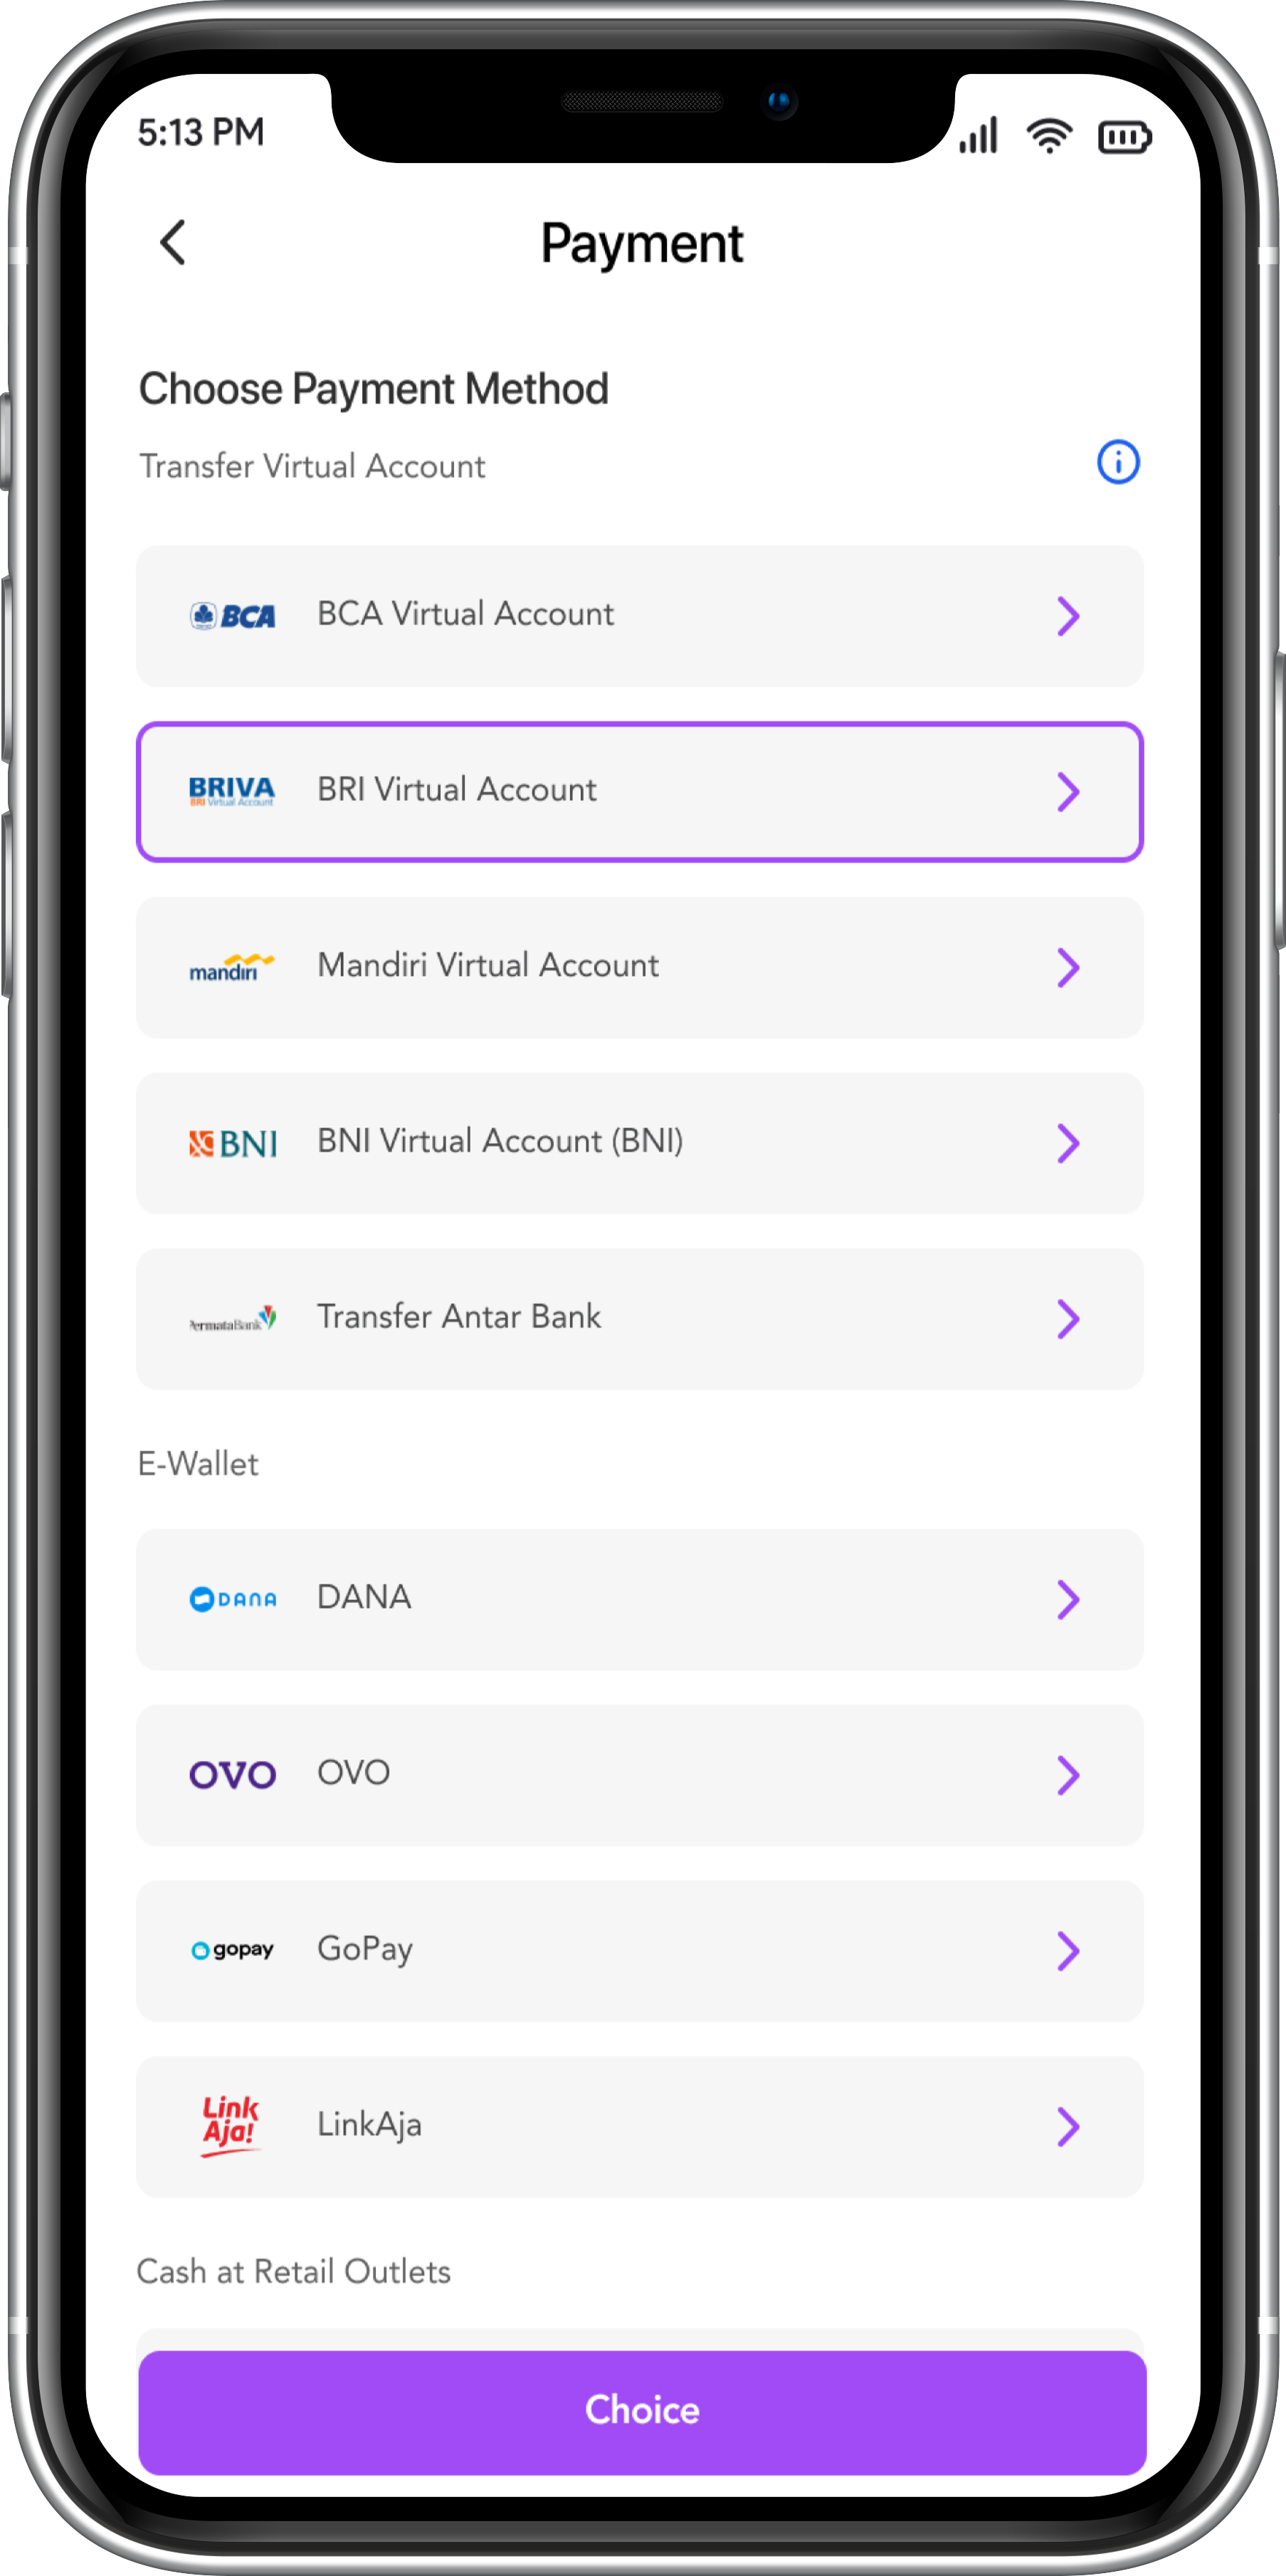 5:13 PM
Payment
Choose Payment Method
Transfer Virtual Account
BCA BCA Virtual Account
BRIVA BRI Virtual Account
BRI Virtual Account
mandiri Mandiri Virtual Account
BNI BNI Virtual Account (BNI)
PermataBank Transfer Antar Bank
E-Wallet
DANA DANA
OVO OVO
gopay GoPay
Link
Aja! LinkAja
Cash at Retail Outlets
Choice